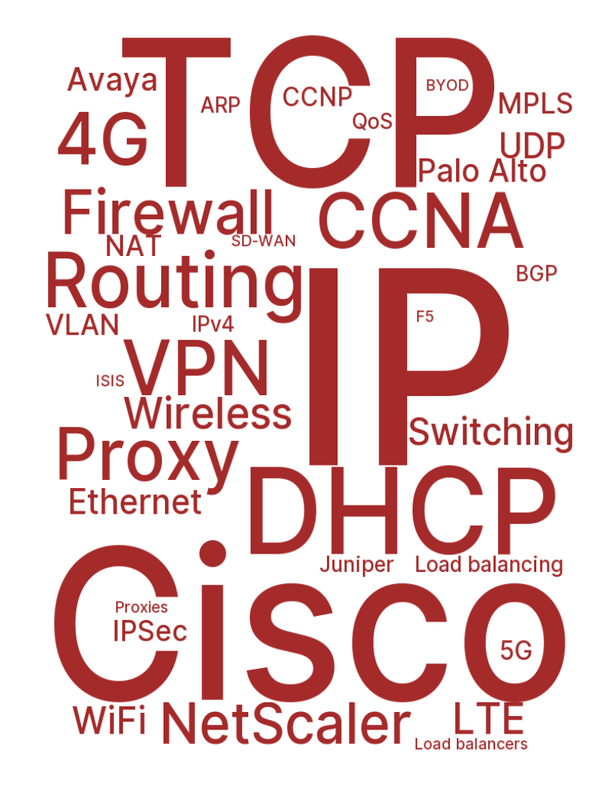 TCP
Avaya
ARP
CCNP
BYOD
QoS
MPLS
4G
UDP
Palo Alto
Firewall
CCNA
NAT
SD-WAN
Routing
IP
BGP
VLAN
IPv4
F5
VPN
ISIS
Wireless
Switching
Proxy
DHCP
Ethernet
Juniper
Load balancing
Cisco
Proxies
IPSec
5G
WiFi
NetScaler
LTE
Load balancers